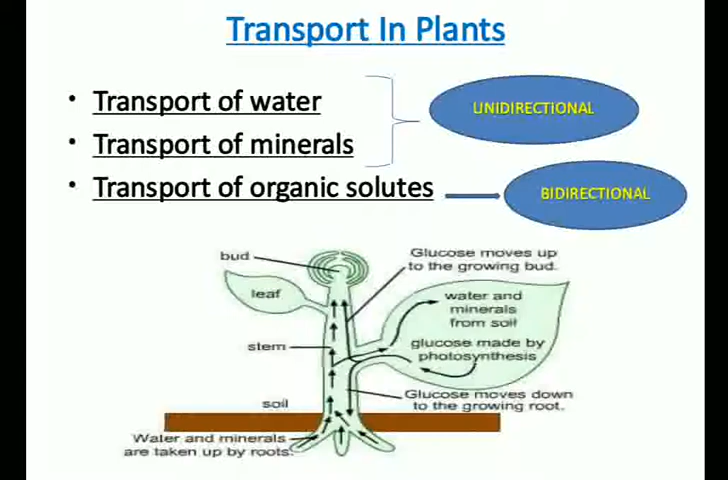 Transport In Plants
• Transport of water
• Transport of minerals
UNIDIRECTIONAL
• Transport of organic solutes
BIDIRECTIONAL
bud
Glucose moves up
to the growing bud.
leaf
water and
minerals
from soil
stem
glucose made by
photosynthesis
soil
Glucose moves down
to the growing root.
Water and minerals
are taken up by roots.